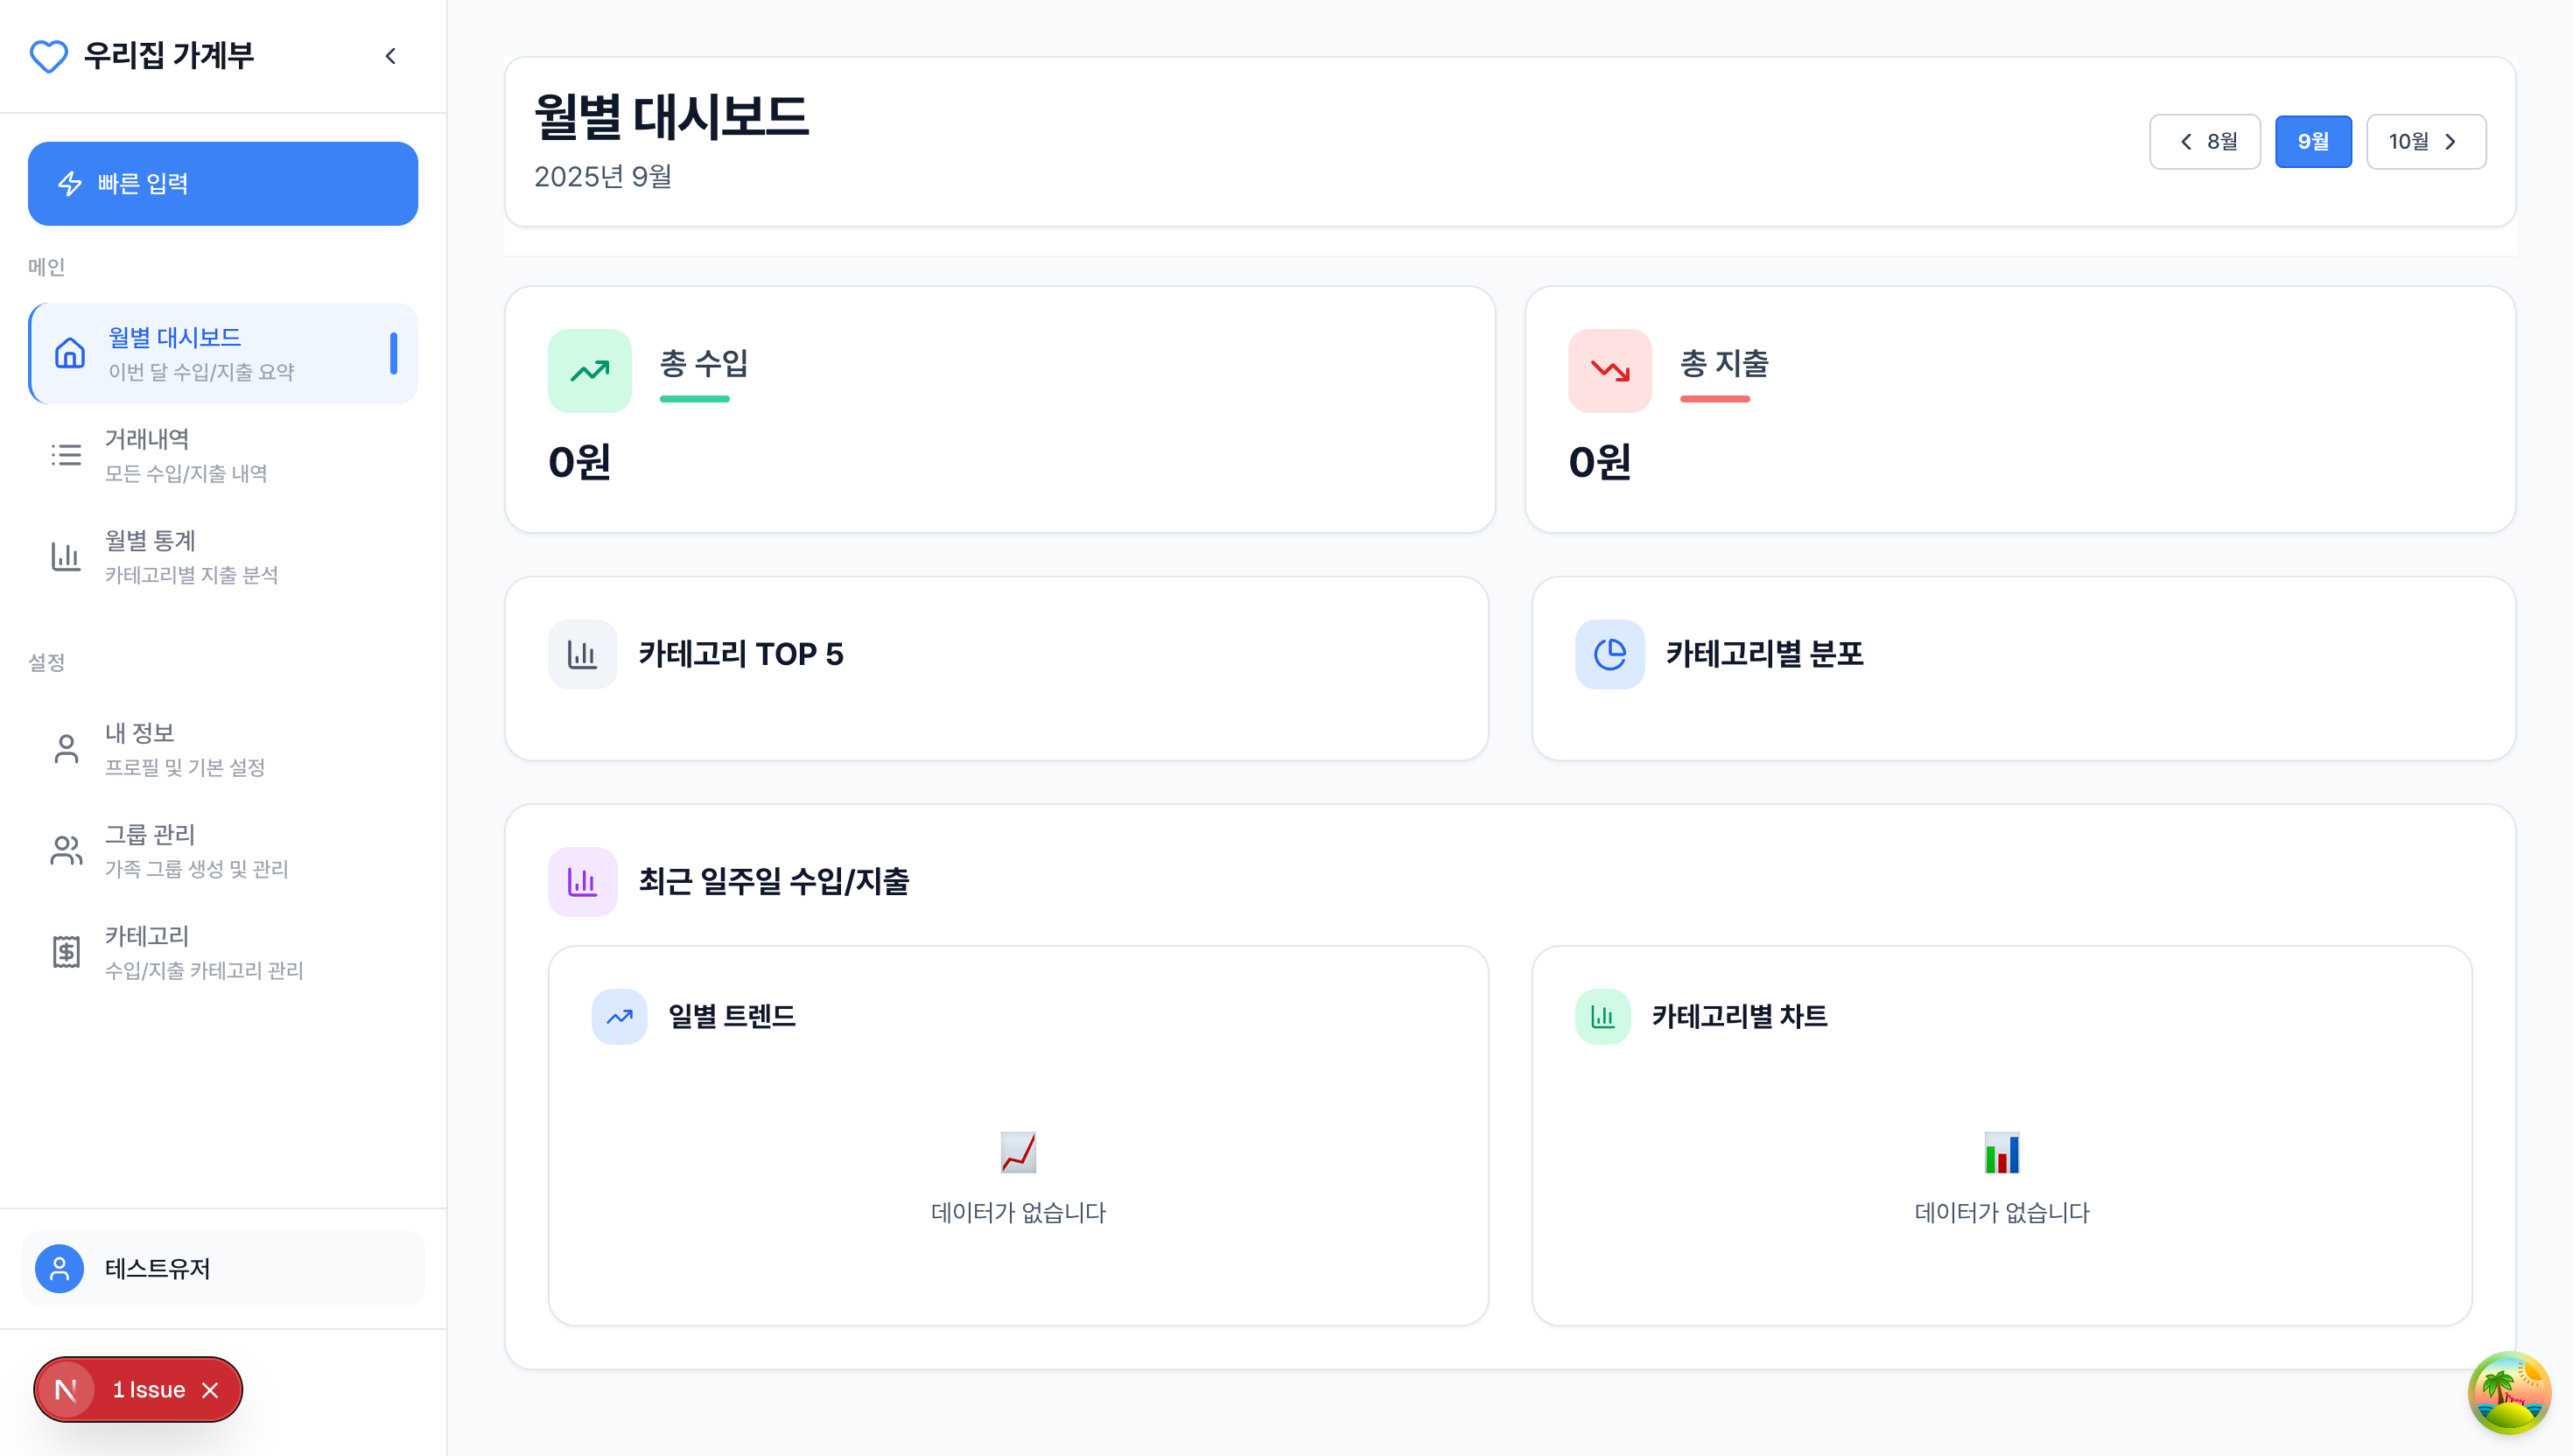 우리집 가계부
빠른 입력
메인
월별 대시보드
이번 달 수입/지출 요약
거래내역
모든 수입/지출 내역
월별 통계
카테고리별 지출 분석
설정
내 정보
프로필 및 기본 설정
그룹 관리
가족 그룹 생성 및 관리
카테고리
수입/지출 카테고리 관리
테스트유저
N 1 Issue
월별 대시보드
2025년 9월
8월 9월 10월
총 수입
0원
총 지출
0원
카테고리 TOP 5
카테고리별 분포
최근 일주일 수입/지출
일별 트렌드
데이터가 없습니다
카테고리별 차트
데이터가 없습니다